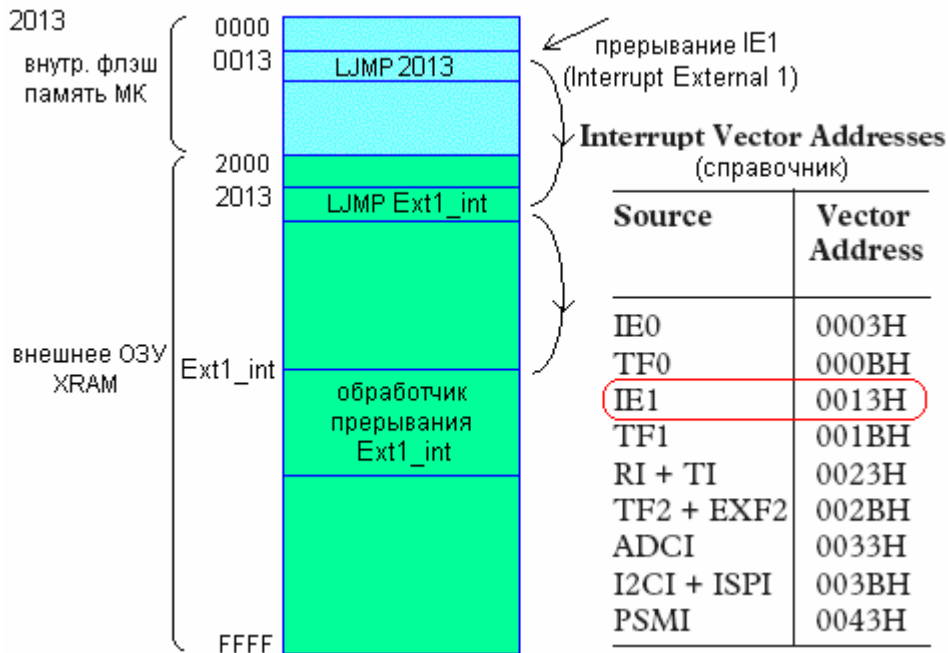 2013
внутр. флэш
память МК
0000
0013
LJMP 2013
прерывание IE1
(Interrupt External 1)
2000
2013
LJMP Ext1_int
внешнее ОЗУ
XRAM
Ext1_int
обработчик
прерывания
Ext1_int
FFFF
Interrupt Vector Addresses
(справочник)
Source Vector
Address
IE0 0003H
TF0 000BH
IE1 0013H
TF1 001BH
RI + TI 0023H
TF2 + EXF2 002BH
ADCI 0033H
I2CI + ISPI 003BH
PSMI 0043H